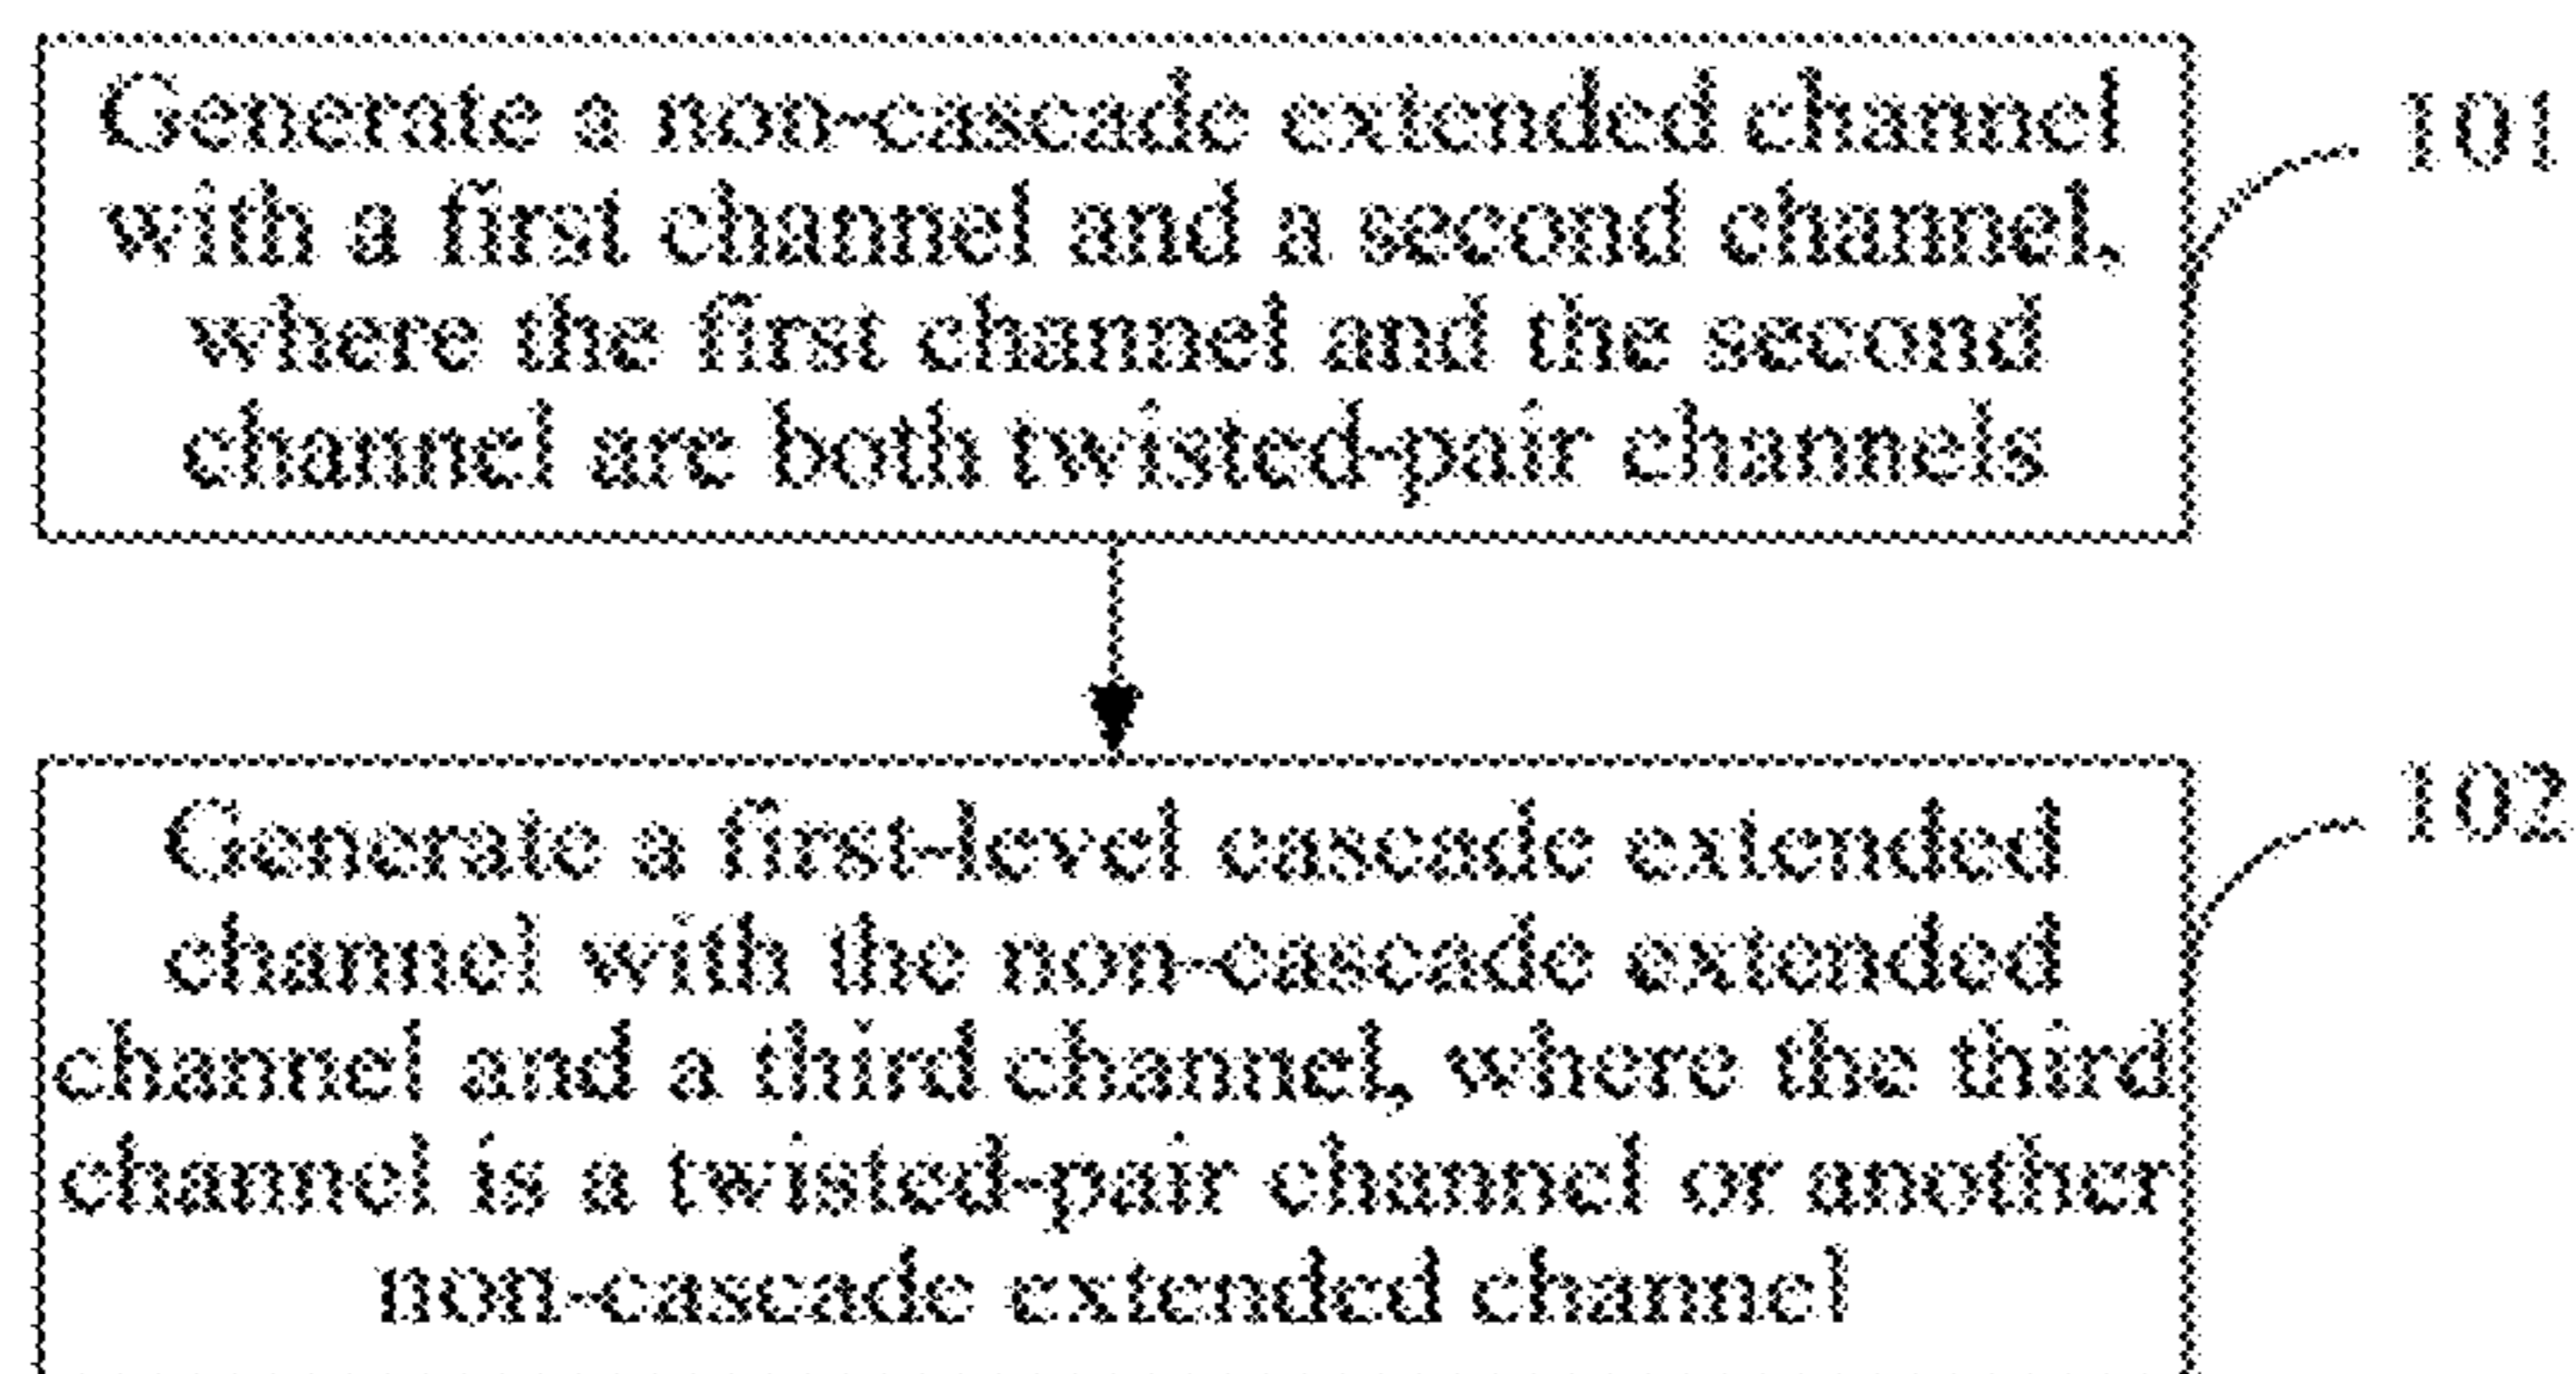 Generate a non-cascade extended channel
with a first channel and a second channel,
where the first channel and the second
channel are both twisted-pair channels
101
Generate a first-level cascade extended
channel with the non-cascade extended
channel and a third channel, where the third
channel is a twisted-pair channel or another
non-cascade extended channel
102